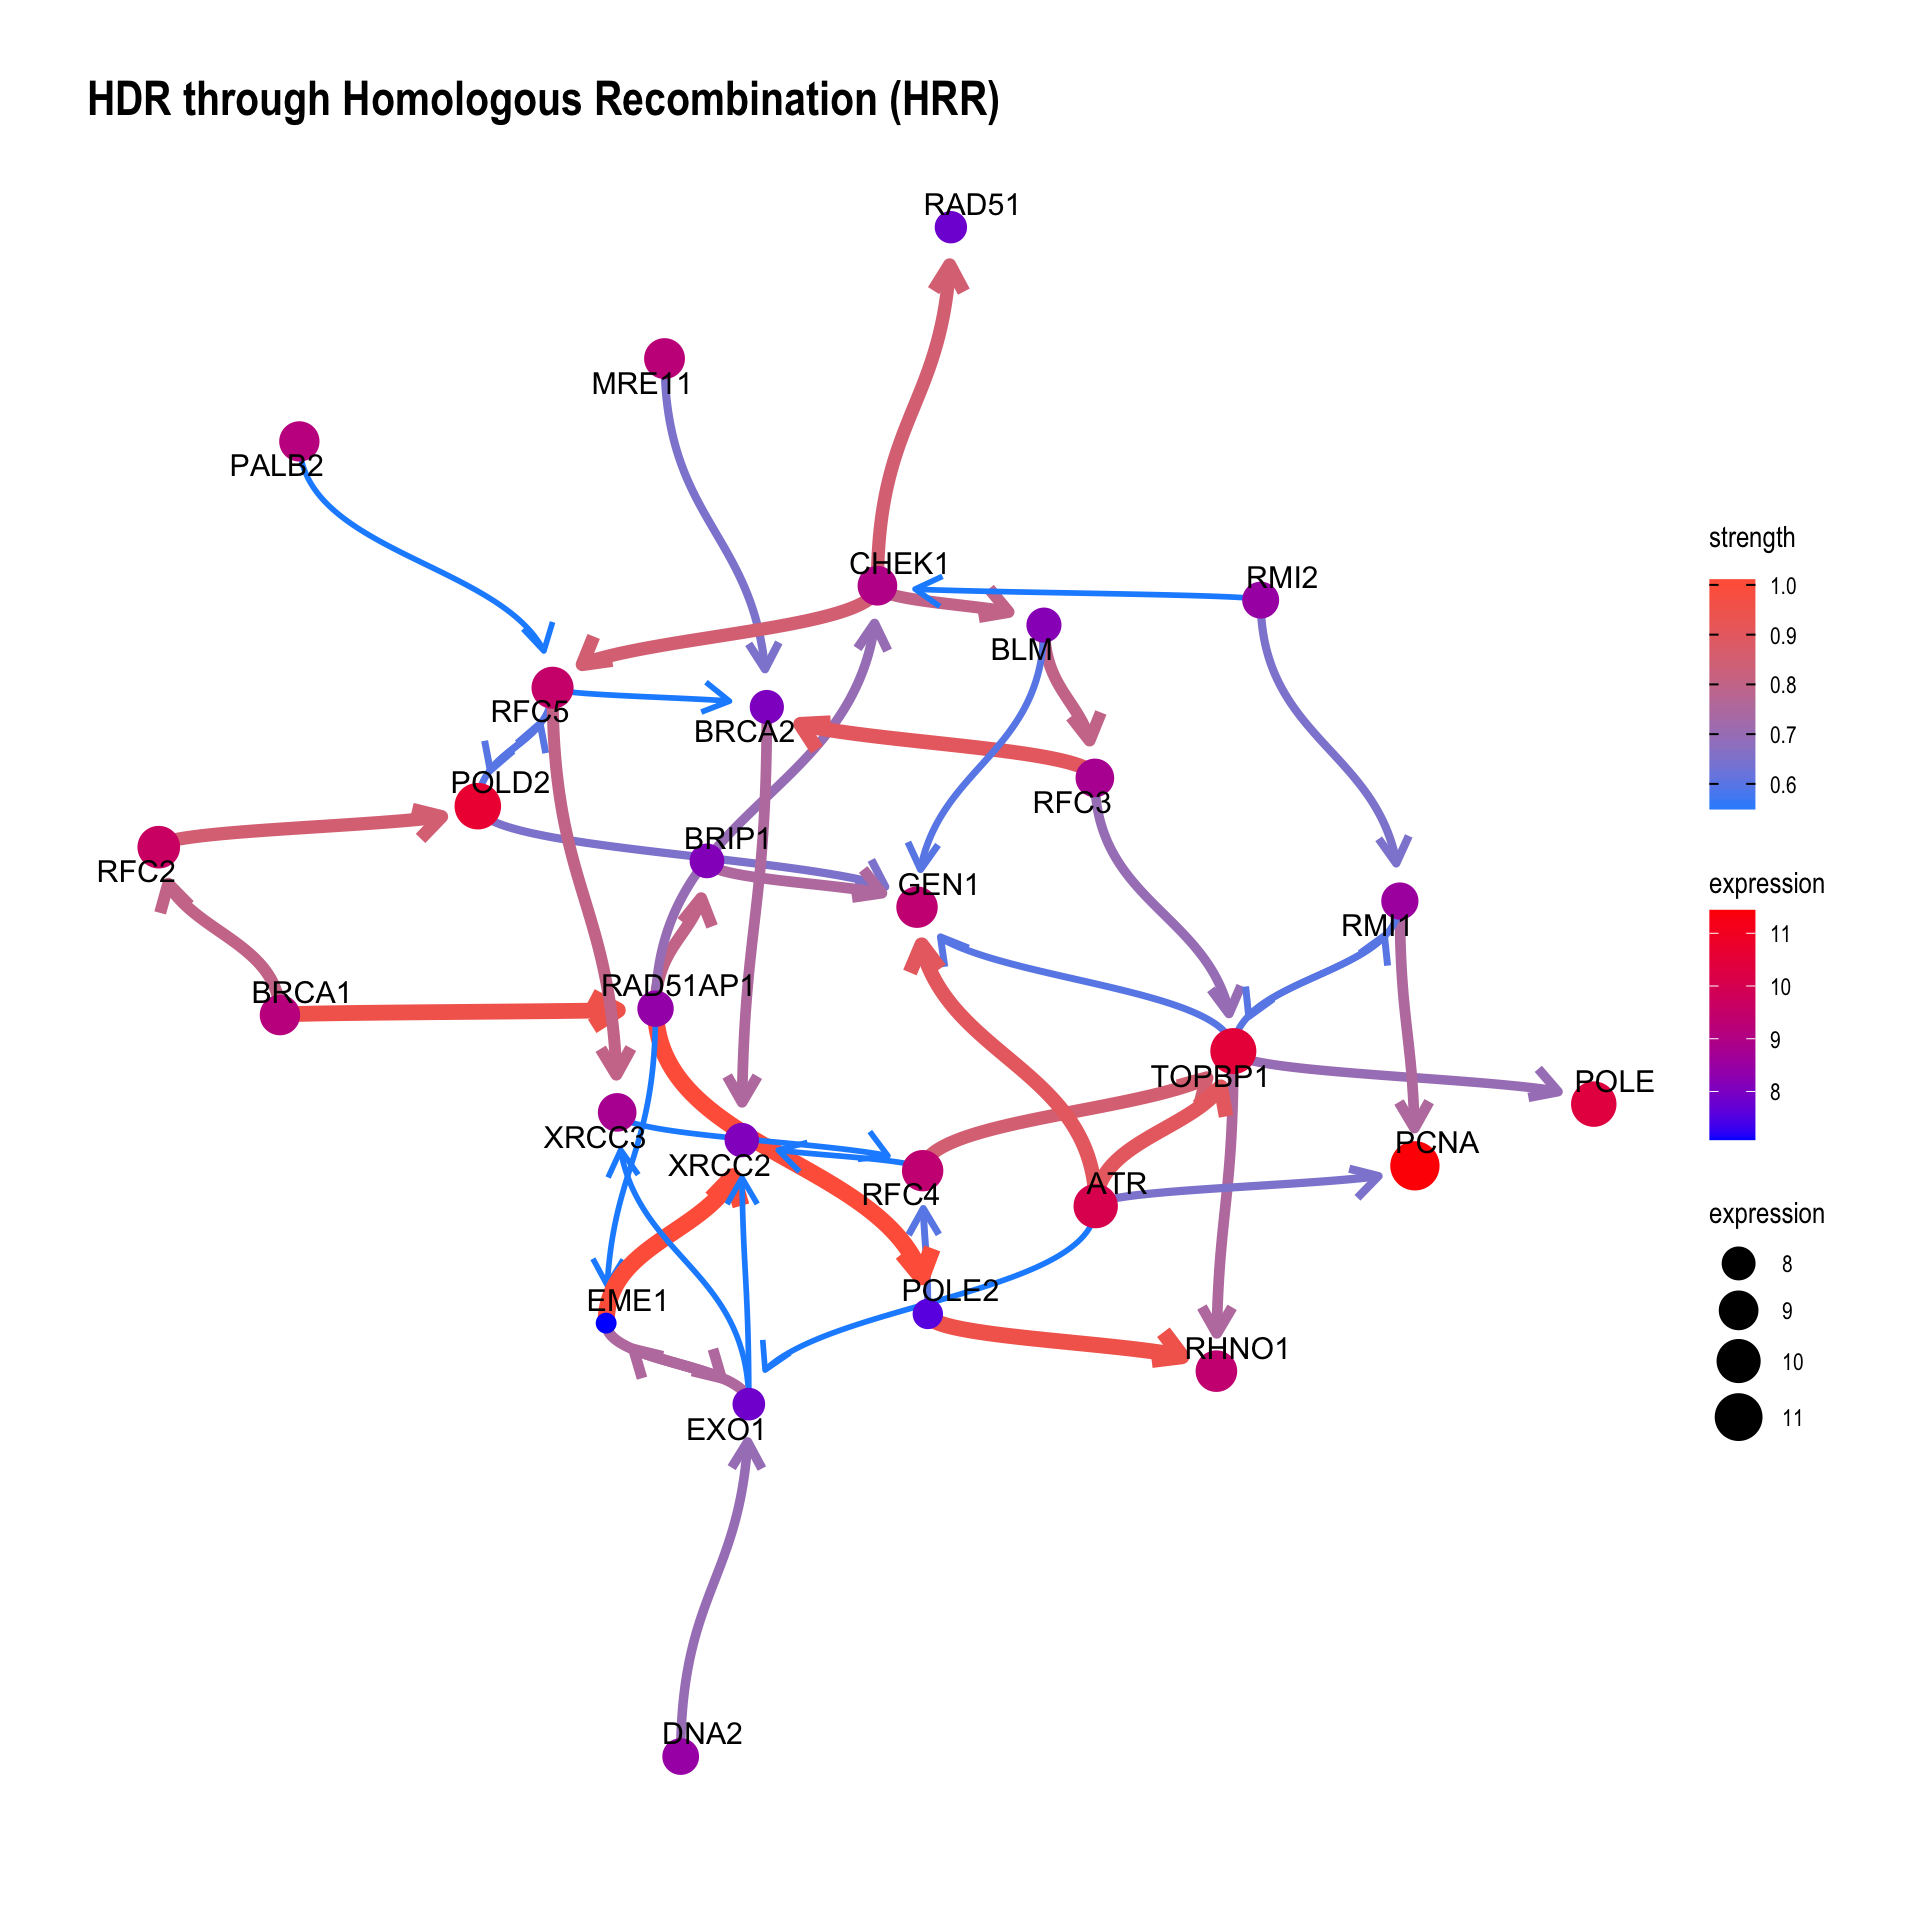 HDR through Homologous Recombination (HRR)
RAD51
MRE11
PALB2
CHEK1
RMI2
BLM
RFC5
BRCA2
POLD2
RFC3
BRIP1
RFC2
GEN1
RMI1
RAD51AP1
BRCA1
TOPBP1
POLE
XRCC3
PCNA
XRCC2
ATR
RFC4
POLE2
EME1
RHNO1
EXO1
DNA2
strength
1.0
0.9
0.8
0.7
0.6
expression
11
10
9
8
expression
8
9
10
11